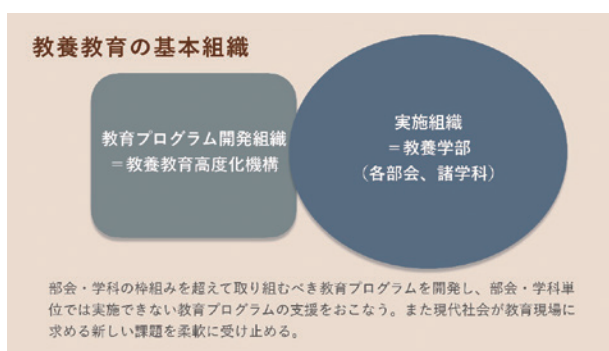 教養教育の基本組織
教育プログラム開発組織
＝教養教育高度化機構
実施組織
＝教養学部
（各部会、諸学科）
部会・学科の枠組みを超えて取り組むべき教育プログラムを開発し、部会・学科単
位では実施できない教育プログラムの支援をおこなう。また現代社会が教育現場に
求める新しい課題を柔軟に受け止める。